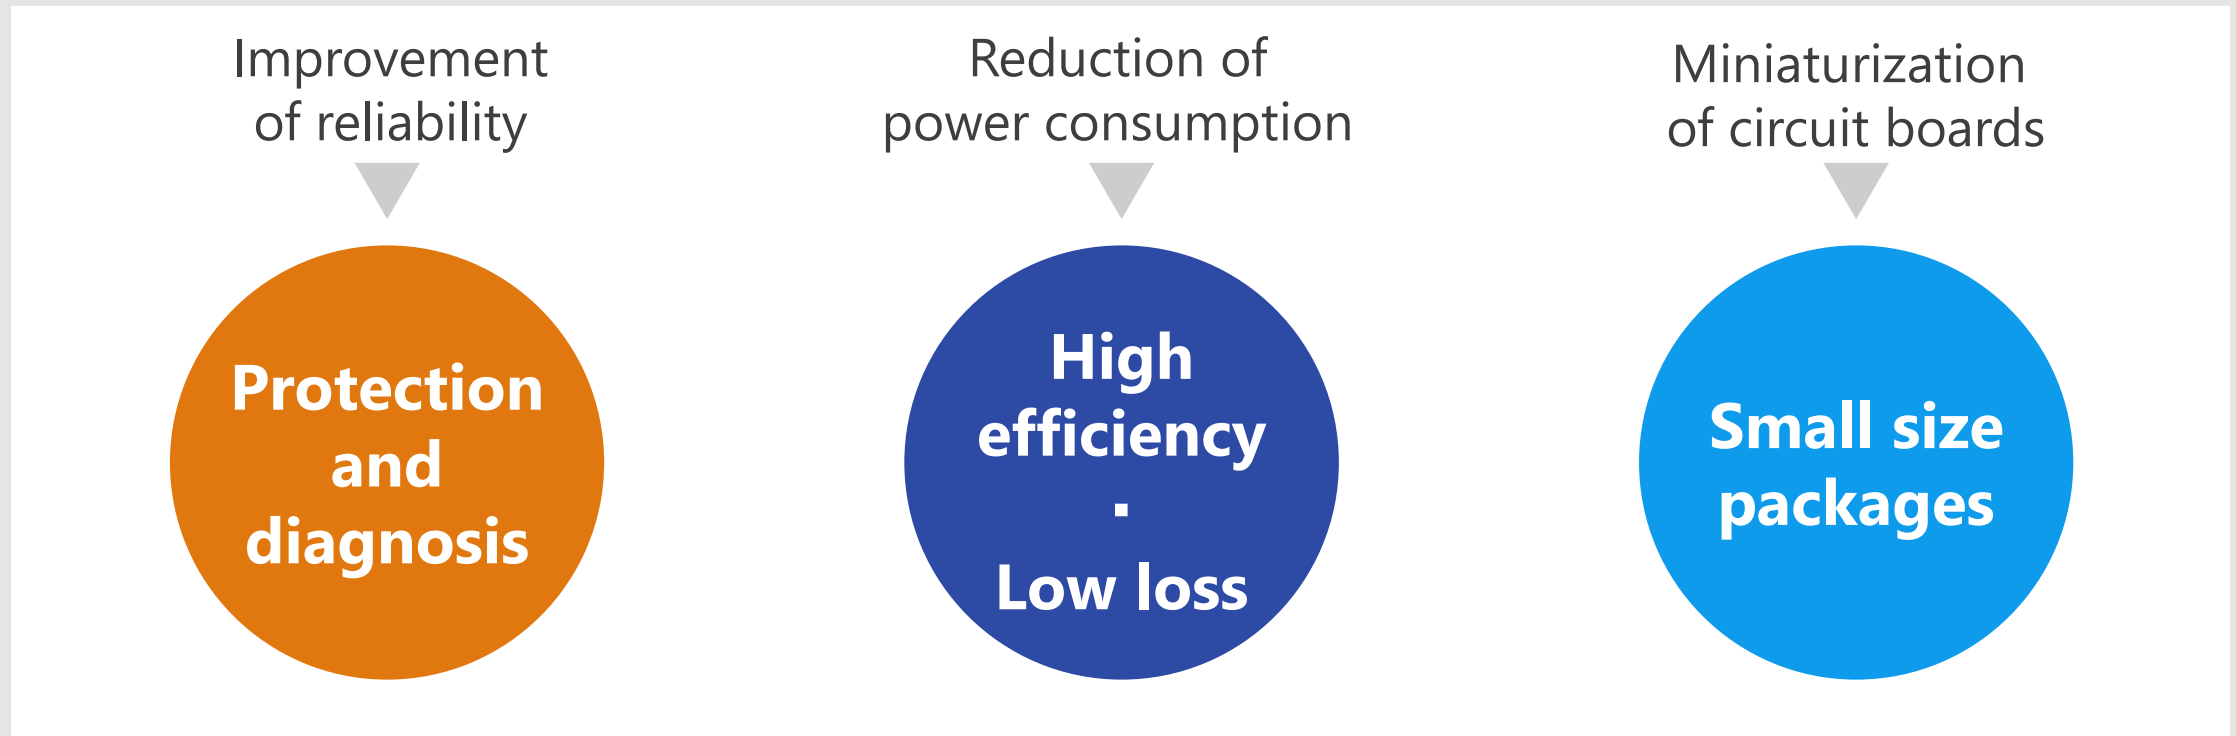 Improvement
of reliability
Protection
and
diagnosis
Reduction of
power consumption
High
efficiency
·
Low loss
Miniaturization
of circuit boards
Small size
packages